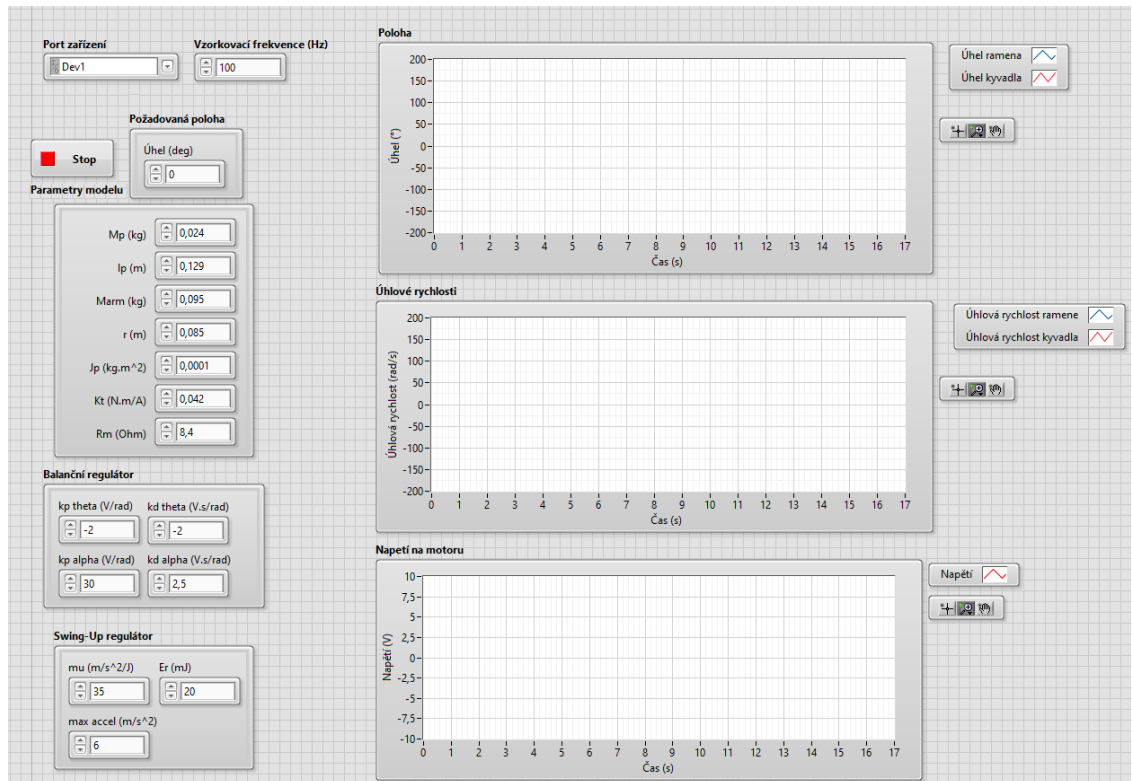 Port zařízení
Dev1
Vzorkovací frekvence (Hz)
100
Požadovaná poloha
Úhel (deg)
0
Stop
Parametry modelu
Mp (kg) 0,024
lp (m) 0,129
Marm (kg) 0,095
r (m) 0,085
Jp (kg.m^2) 0,0001
Kt (N.m/A) 0,042
Rm (Ohm) 8,4
Balanční regulátor
kp theta (V/rad) kd theta (V.s/rad)
-2 -2
kp alpha (V/rad) kd alpha (V.s/rad)
30 2,5
Swing-Up regulátor
mu (m/s^2/J) Er (mJ)
35 20
max accel (m/s^2)
6
Poloha
Úhel (°)
200
150
100
50
0
-50
-100
-150
-200
0 1 2 3 4 5 6 7 8 9 10 11 12 13 14 15 16 17
Čas (s)
Úhel ramena
Úhel kyvadla
Úhlové rychlosti
Úhlová rychlost (rad/s)
200
150
100
50
0
-50
-100
-150
-200
0 1 2 3 4 5 6 7 8 9 10 11 12 13 14 15 16 17
Čas (s)
Úhlová rychlost ramene
Úhlová rychlost kyvadla
Napetí na motoru
Napětí (V)
10
7,5
5
2,5
0
-2,5
-5
-7,5
-10
0 1 2 3 4 5 6 7 8 9 10 11 12 13 14 15 16 17
Čas (s)
Napětí